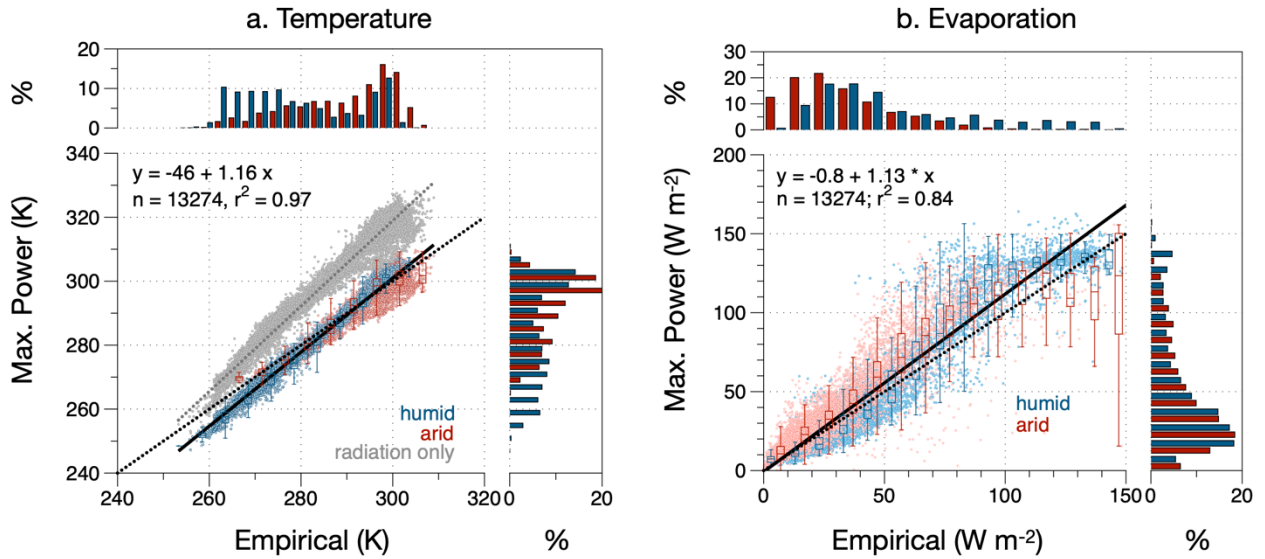 a. Temperature
%
20
10
0
Max. Power (K)
340
320
300
280
260
240
y = -46 + 1.16 x
n = 13274, r² = 0.97
humid
arid
radiation only
240
260
280
300
320
0
20
Empirical (K)
%
b. Evaporation
%
30
20
10
0
Max. Power (W m⁻²)
200
150
100
50
0
y = -0.8 + 1.13 * x
n = 13274; r² = 0.84
humid
arid
0
50
100
150
0
20
Empirical (W m⁻²)
%